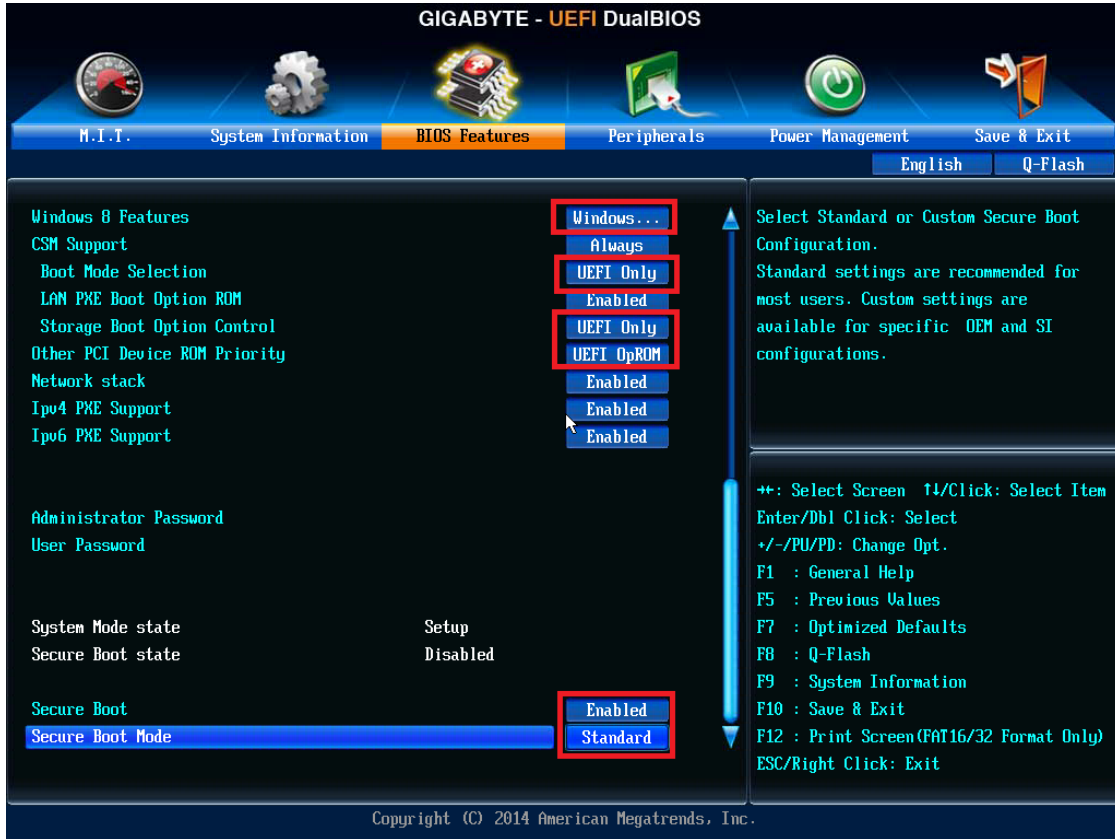 GIGABYTE - UEFI DualBIOS
M.I.T. System Information BIOS Features Peripherals Power Management Save & Exit
English Q-Flash
Windows 8 Features Windows...
CSM Support Always
Boot Mode Selection UEFI Only
LAN PXE Boot Option ROM Enabled
Storage Boot Option Control UEFI Only
Other PCI Device ROM Priority UEFI OpROM
Network stack Enabled
Ipv4 PXE Support Enabled
Ipv6 PXE Support Enabled
Administrator Password
User Password
System Mode state Setup
Secure Boot state Disabled
Secure Boot Enabled
Secure Boot Mode Standard
Select Standard or Custom Secure Boot
Configuration.
Standard settings are recommended for
most users. Custom settings are
available for specific OEM and SI
configurations.
→←: Select Screen ↑↓/Click: Select Item
Enter/Dbl Click: Select
+/-/PU/PD: Change Opt.
F1 : General Help
F5 : Previous Values
F7 : Optimized Defaults
F8 : Q-Flash
F9 : System Information
F10 : Save & Exit
F12 : Print Screen(FAT16/32 Format Only)
ESC/Right Click: Exit
Copyright (C) 2014 American Megatrends, Inc.